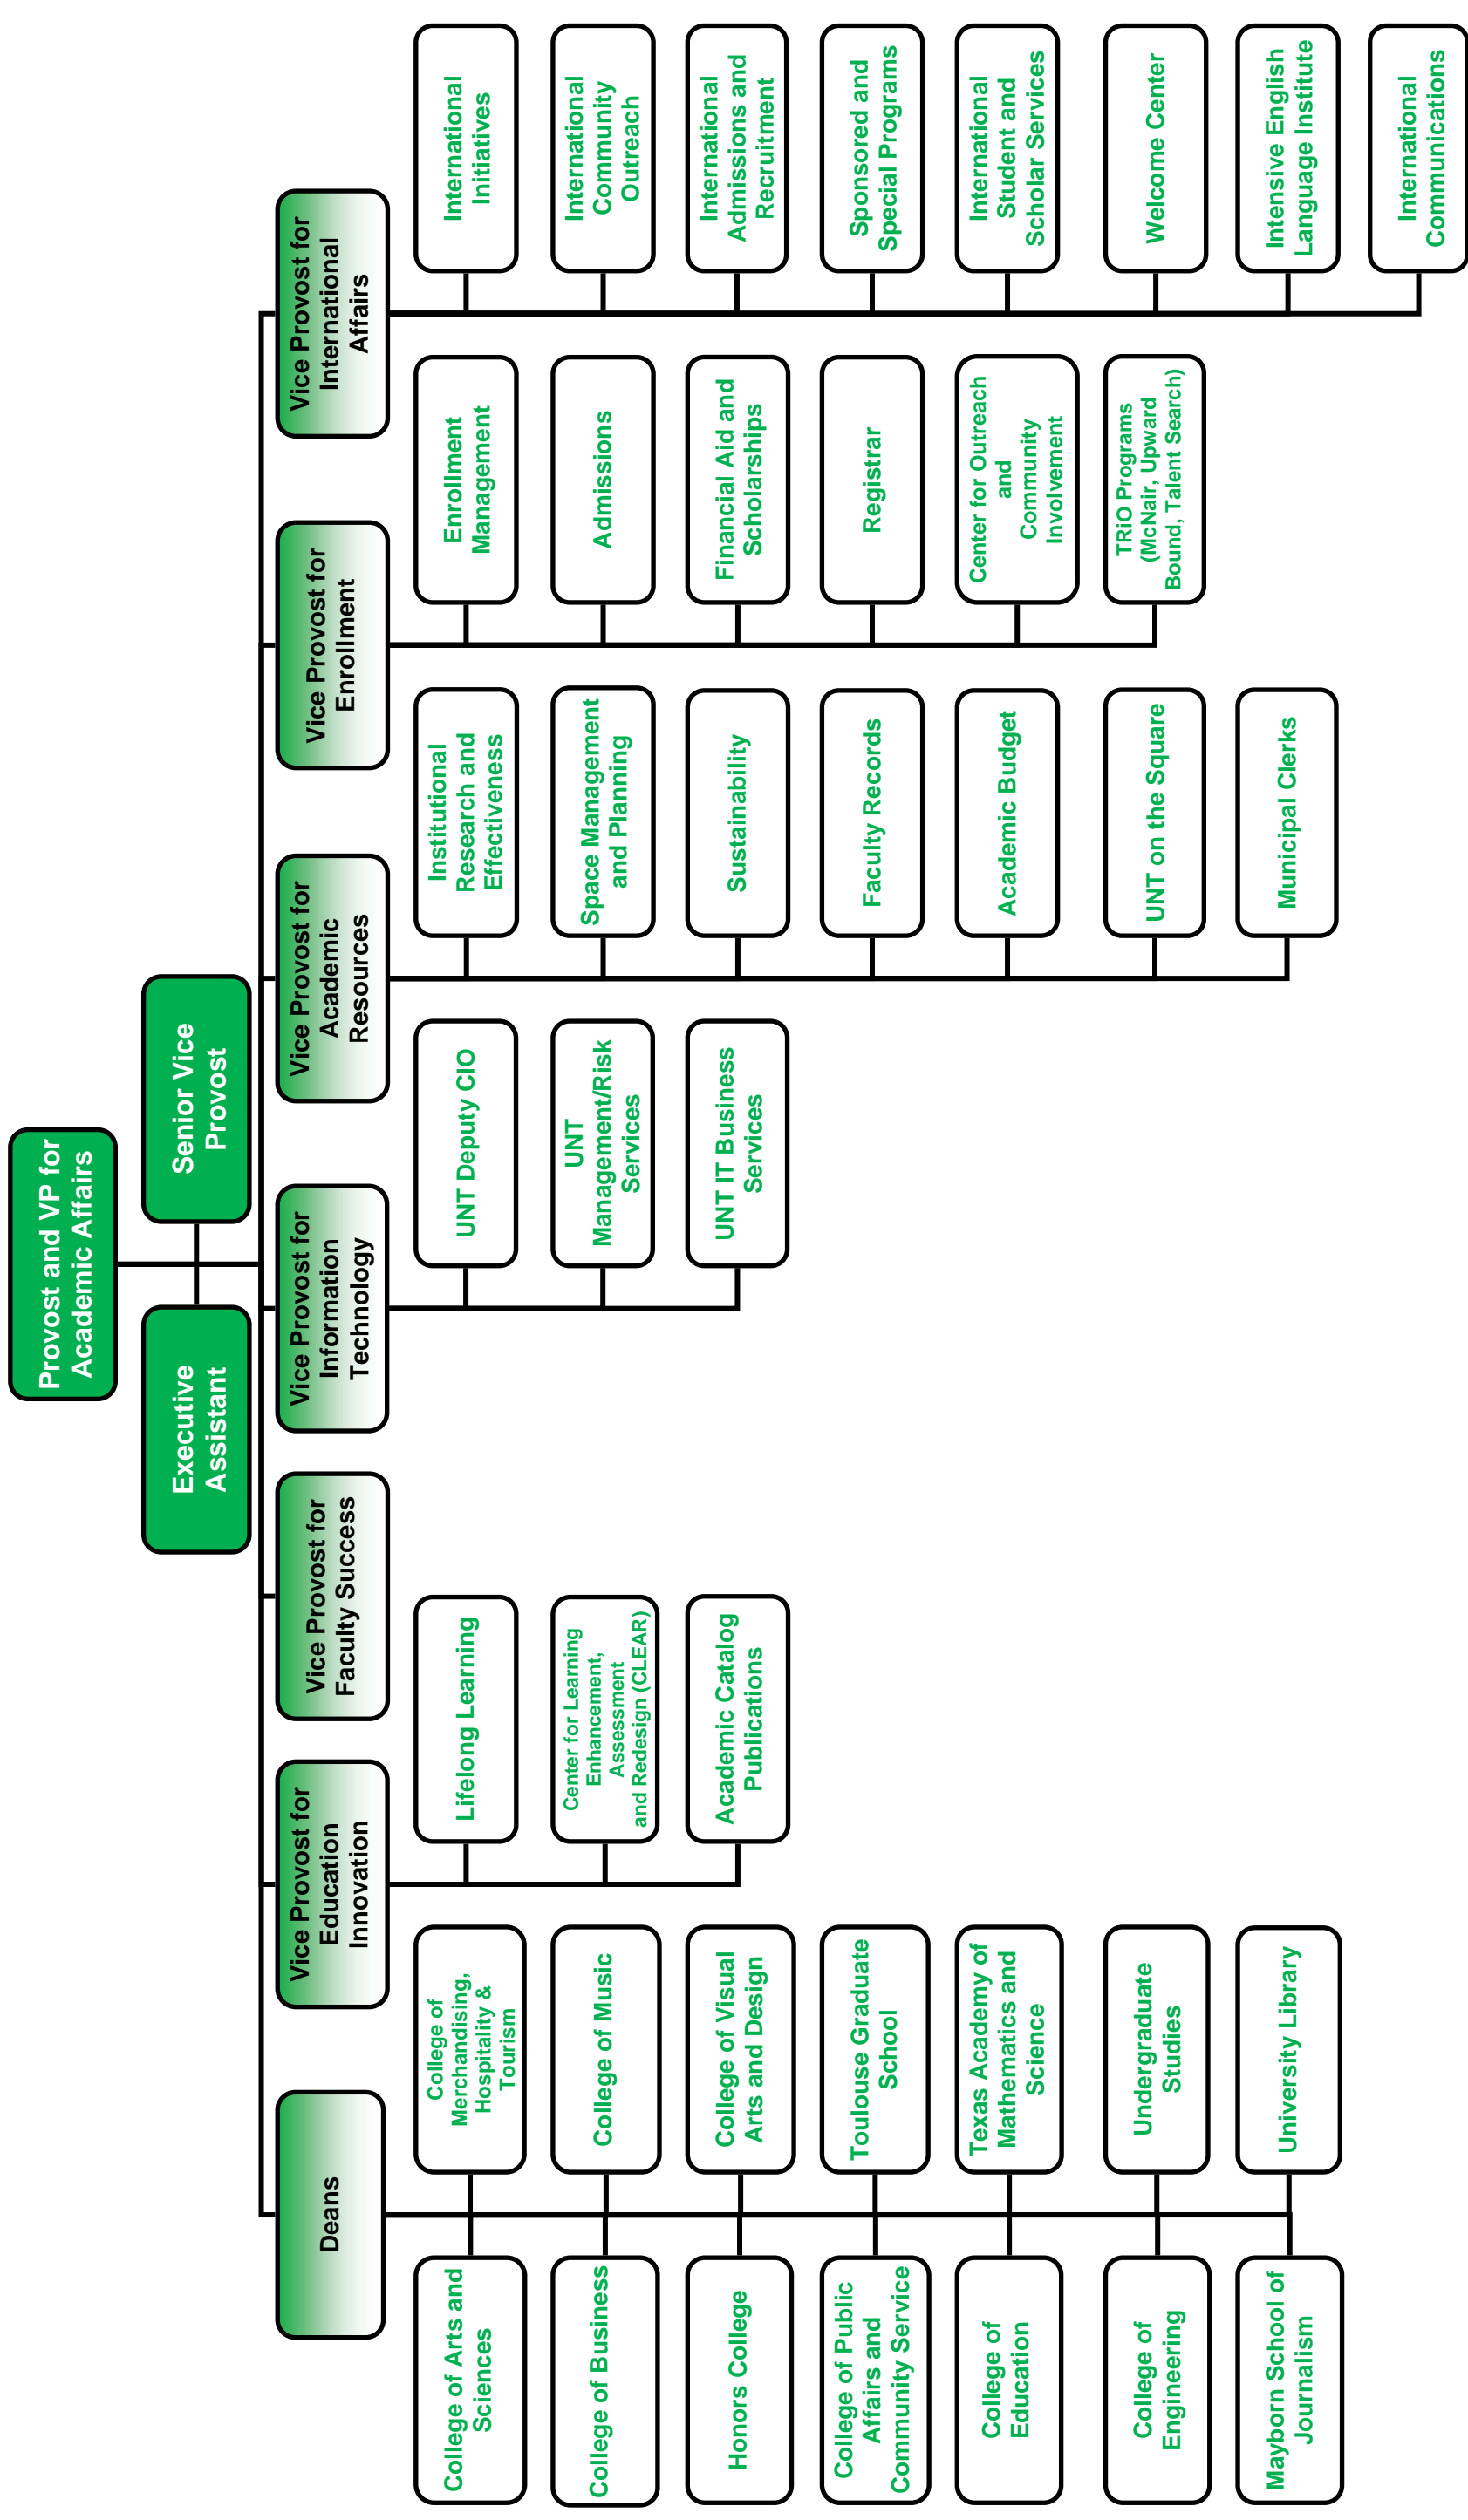 Provost and VP for
Academic Affairs
Executive
Assistant
Senior Vice
Provost
Deans
Vice Provost for
Education
Innovation
Vice Provost for
Faculty Success
Vice Provost for
Information
Technology
Vice Provost for
Academic
Resources
Vice Provost for
Enrollment
Vice Provost for
International
Affairs
College of Arts and
Sciences
College of
Merchandising,
Hospitality &
Tourism
College of Business
College of Music
Honors College
College of Visual
Arts and Design
College of Public
Affairs and
Community Service
Toulouse Graduate
School
College of
Education
Texas Academy of
Mathematics and
Science
College of
Engineering
Undergraduate
Studies
Mayborn School of
Journalism
University Library
Lifelong Learning
Center for Learning
Enhancement,
Assessment
and Redesign (CLEAR)
Academic Catalog
Publications
UNT Deputy CIO
UNT
Management/Risk
Services
UNT IT Business
Services
Institutional
Research and
Effectiveness
Space Management
and Planning
Sustainability
Faculty Records
Academic Budget
UNT on the Square
Municipal Clerks
Enrollment
Management
Admissions
Financial Aid and
Scholarships
Registrar
Center for Outreach
and
Community
Involvement
TRiO Programs
(McNair, Upward
Bound, Talent Search)
International
Initiatives
International
Community
Outreach
International
Admissions and
Recruitment
Sponsored and
Special Programs
International
Student and
Scholar Services
Welcome Center
Intensive English
Language Institute
International
Communications